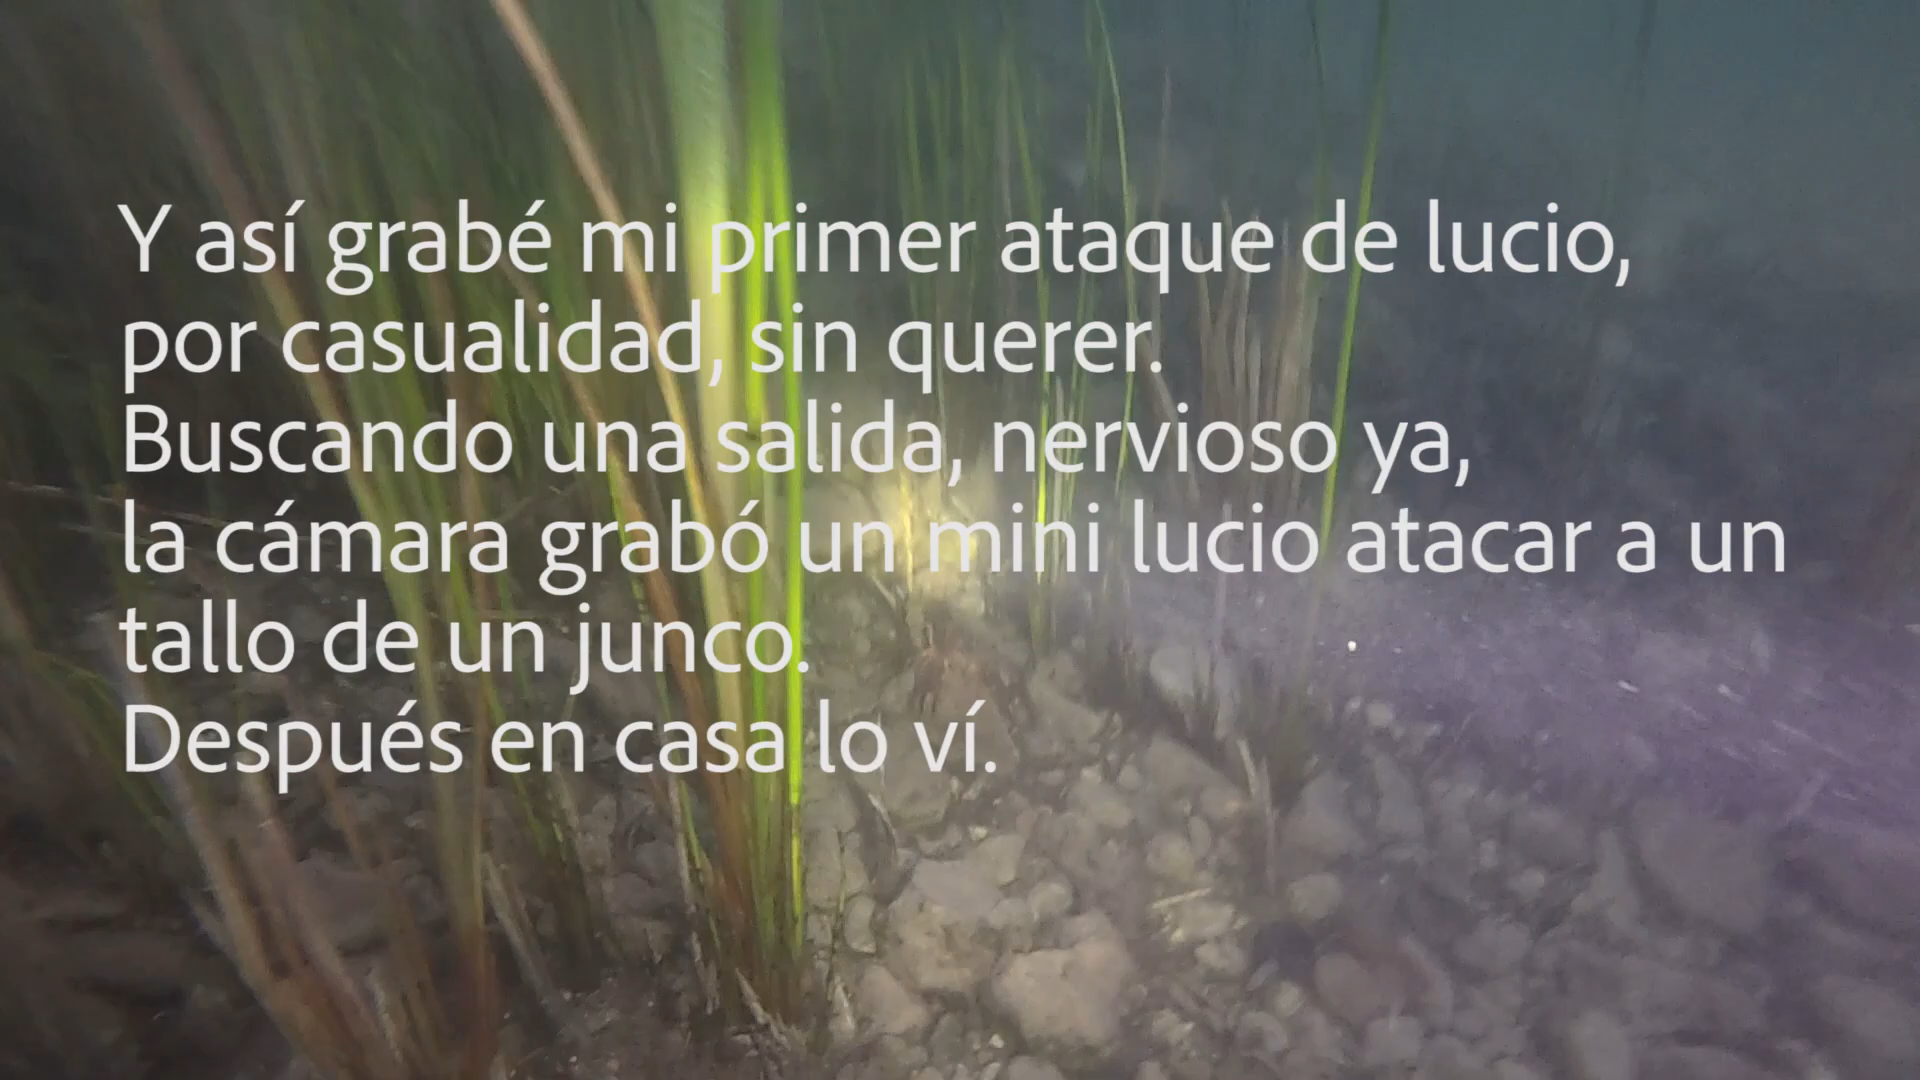 Y así grabé mi primer ataque de lucio,
por casualidad, sin querer.
Buscando una salida, nervioso ya,
la cámara grabó un mini lucio atacar a un
tallo de un junco.
Después en casa lo ví.